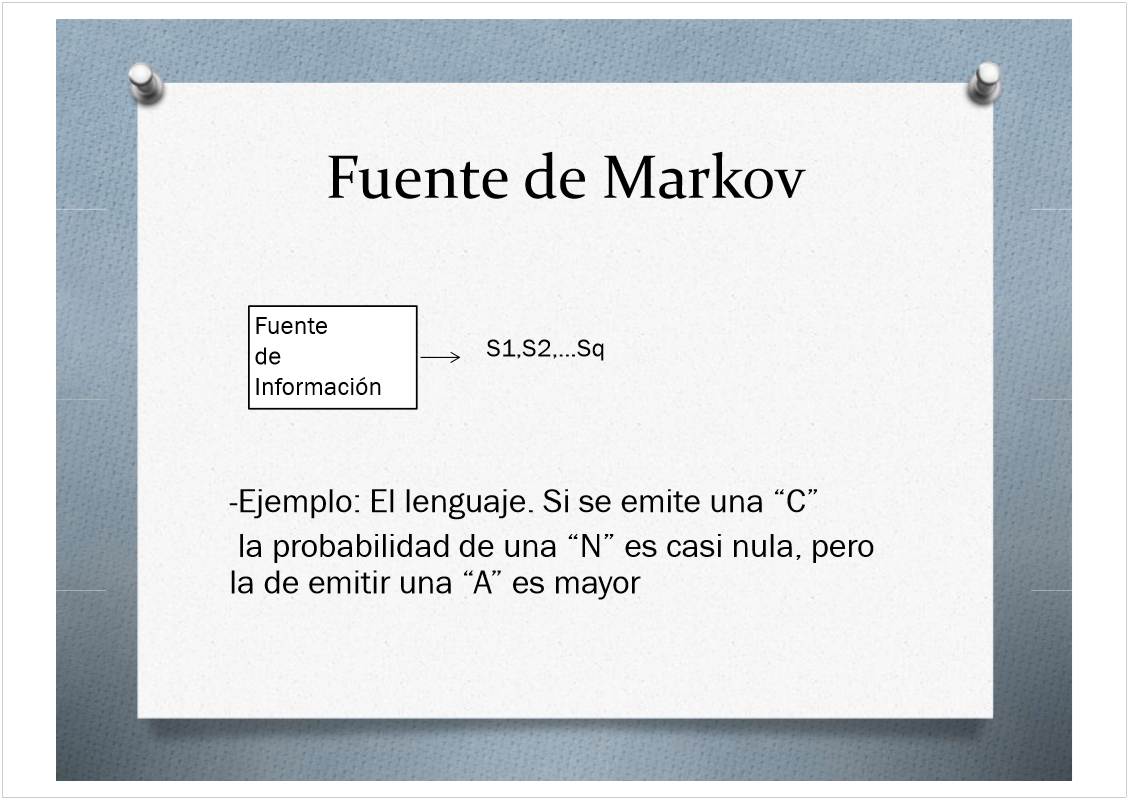 Fuente de Markov
Fuente
de
Información
S1,S2,...Sq
-Ejemplo: El lenguaje. Si se emite una “C”
la probabilidad de una “N” es casi nula, pero
la de emitir una “A” es mayor